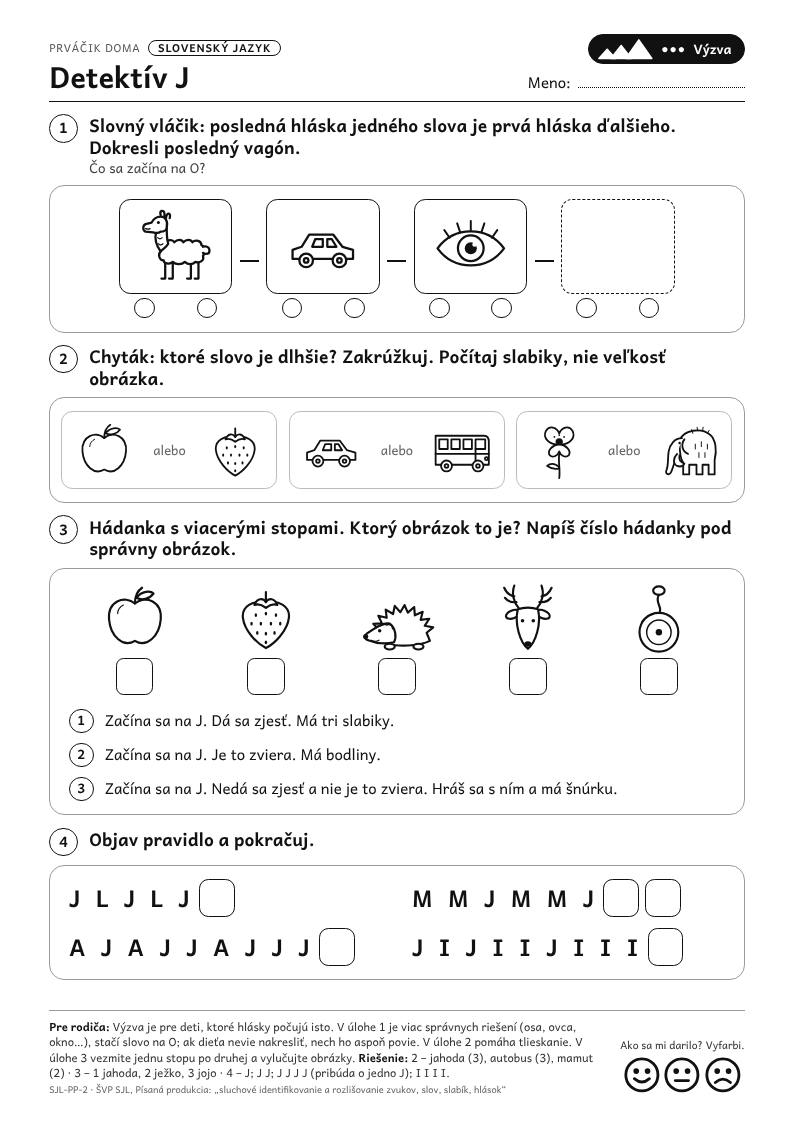 PRVÁČIK DOMA SLOVENSKÝ JAZYK
Výzva
Detektív J
Meno:
1 Slovný vláčik: posledná hláska jedného slova je prvá hláska ďalšieho.
Dokresli posledný vagón.
Čo sa začína na O?
2 Chyták: ktoré slovo je dlhšie? Zakrúžkuj. Počítaj slabiky, nie veľkosť
obrázka.
alebo alebo alebo
3 Hádanka s viacerými stopami. Ktorý obrázok to je? Napíš číslo hádanky pod
správny obrázok.
1 Začína sa na J. Dá sa zjesť. Má tri slabiky.
2 Začína sa na J. Je to zviera. Má bodliny.
3 Začína sa na J. Nedá sa zjesť a nie je to zviera. Hráš sa s ním a má šnúrku.
4 Objav pravidlo a pokračuj.
J L J L J
M M J M M J
A J A J J A J J J
J I J I I J I I I
Pre rodiča: Výzva je pre deti, ktoré hlásky počujú isto. V úlohe 1 je viac správnych riešení (osa, ovca,
okno…), stačí slovo na O; ak dieťa nevie nakresliť, nech ho aspoň povie. V úlohe 2 pomáha tlieskanie. V
úlohe 3 vezmite jednu stopu po druhej a vylučujte obrázky. Riešenie: 2 – jahoda (3), autobus (3), mamut
(2) · 3 – 1 jahoda, 2 ježko, 3 jojo · 4 – J; J J; J J J J (pribúda o jedno J); I I I I.
SJL-PP-2 · ŠVP SJL, Písaná produkcia: „sluchové identifikovanie a rozlišovanie zvukov, slov, slabík, hlások“
Ako sa mi darilo? Vyfarbi.